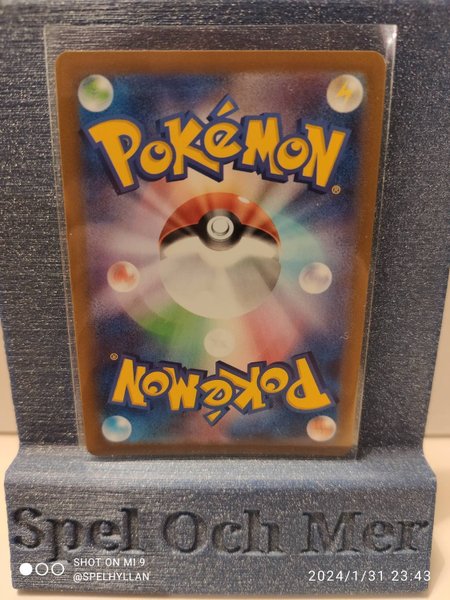 POKéMON®
POKéMON®
Spel Och Mer
SHOT ON MI 9
@SPELHYLLAN
2024/1/31 23:43